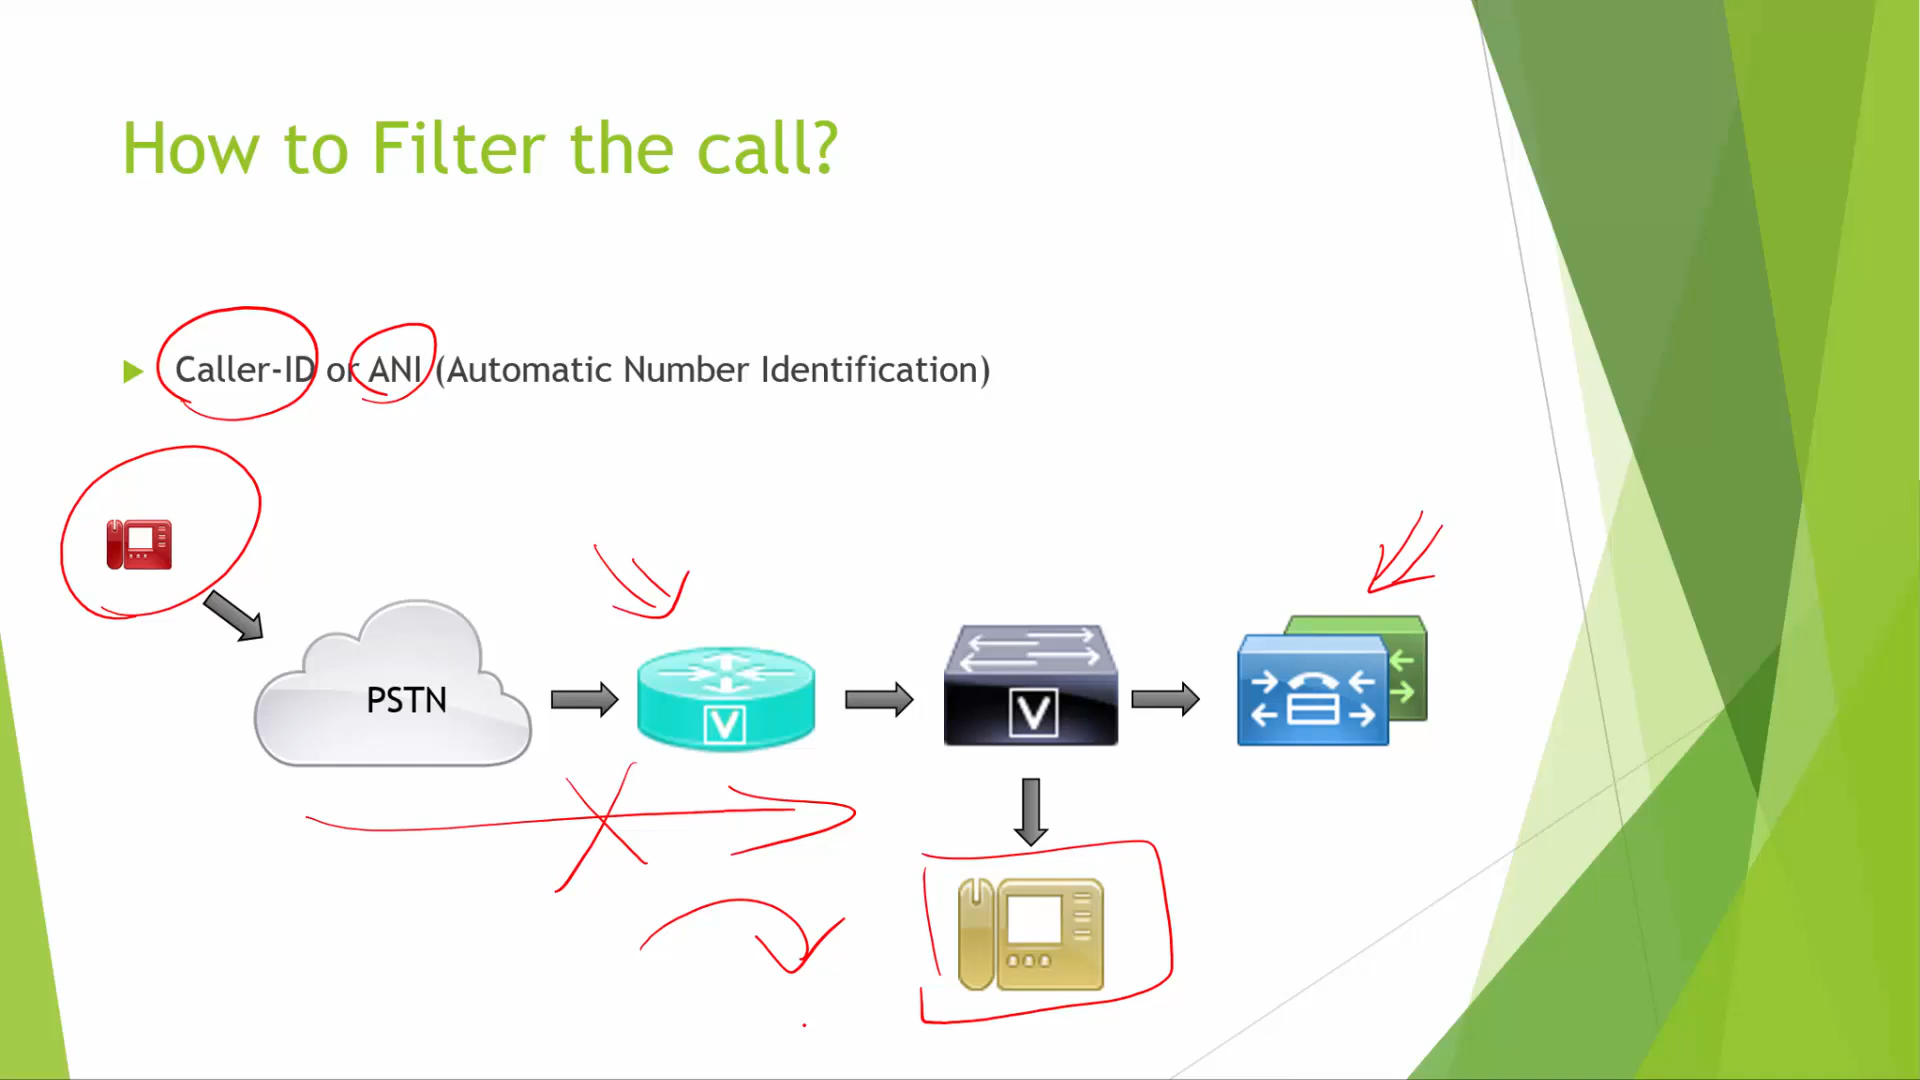 How to Filter the call?
Caller-ID or ANI (Automatic Number Identification)
PSTN
V
V